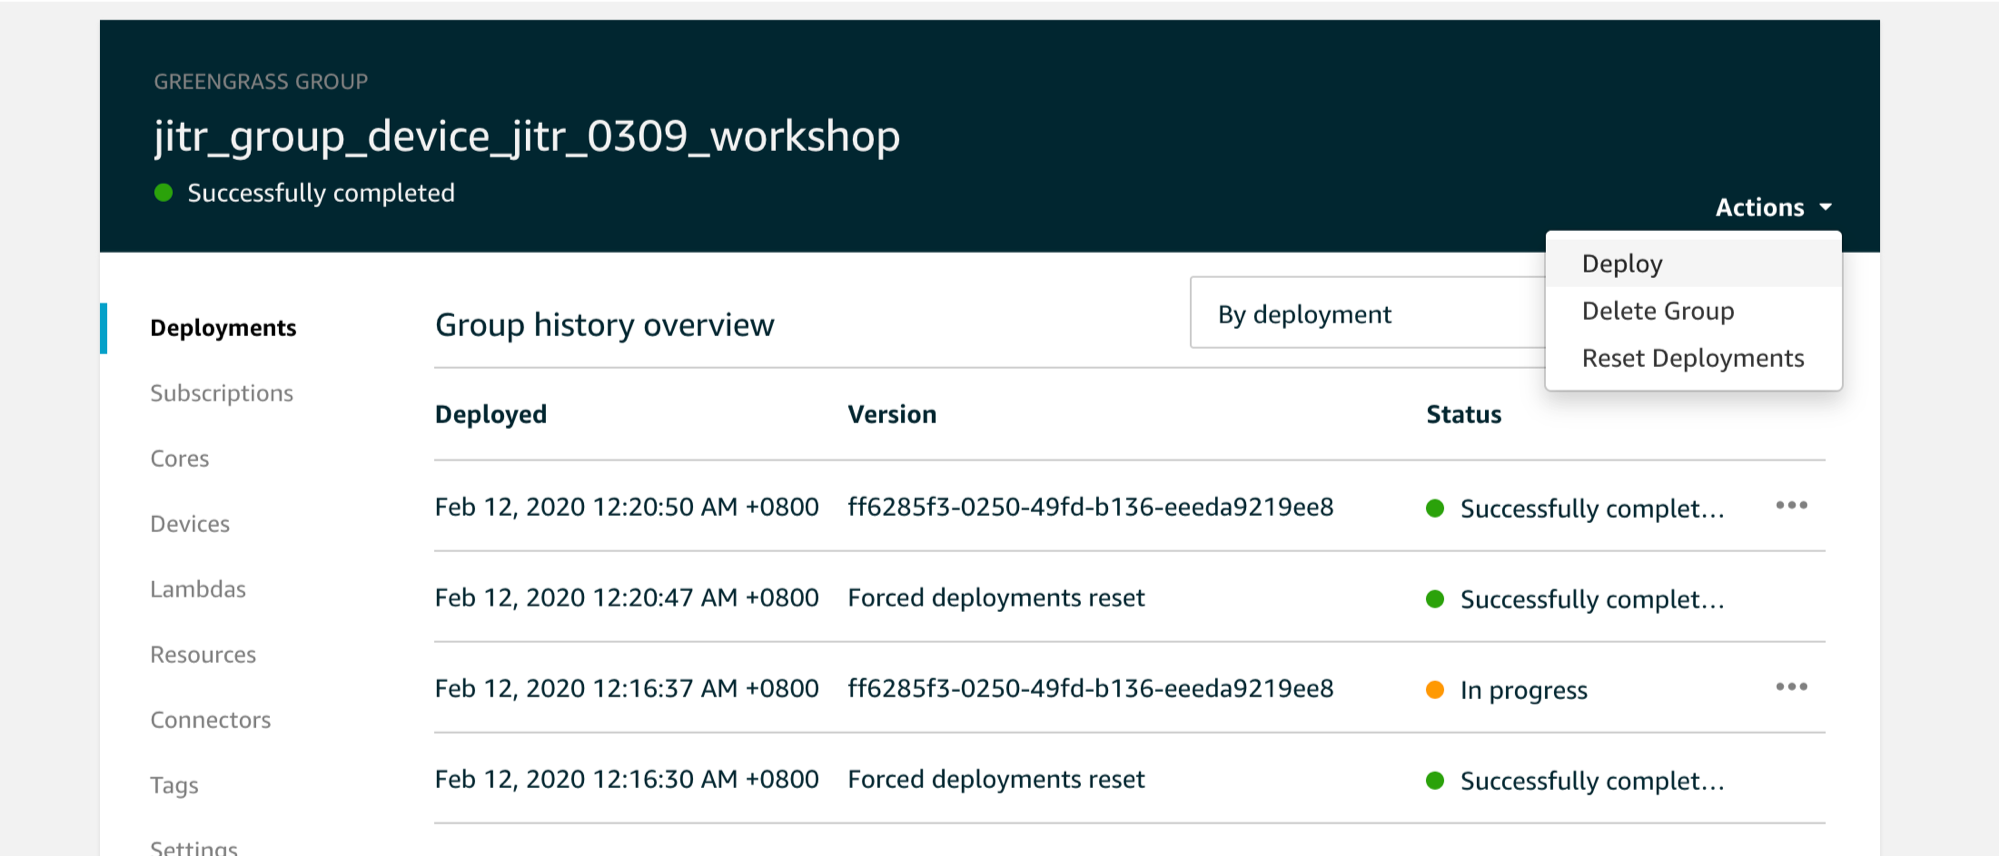 GREENGRASS GROUP
jitr_group_device_jitr_0309_workshop
Successfully completed
Actions
Deploy
Delete Group
Reset Deployments
Deployments
Subscriptions
Cores
Devices
Lambdas
Resources
Connectors
Tags
Settings
Group history overview
By deployment
Deployed Version Status
Feb 12, 2020 12:20:50 AM +0800 ff6285f3-0250-49fd-b136-eeeda9219ee8 Successfully complet...
Feb 12, 2020 12:20:47 AM +0800 Forced deployments reset Successfully complet...
Feb 12, 2020 12:16:37 AM +0800 ff6285f3-0250-49fd-b136-eeeda9219ee8 In progress
Feb 12, 2020 12:16:30 AM +0800 Forced deployments reset Successfully complet...